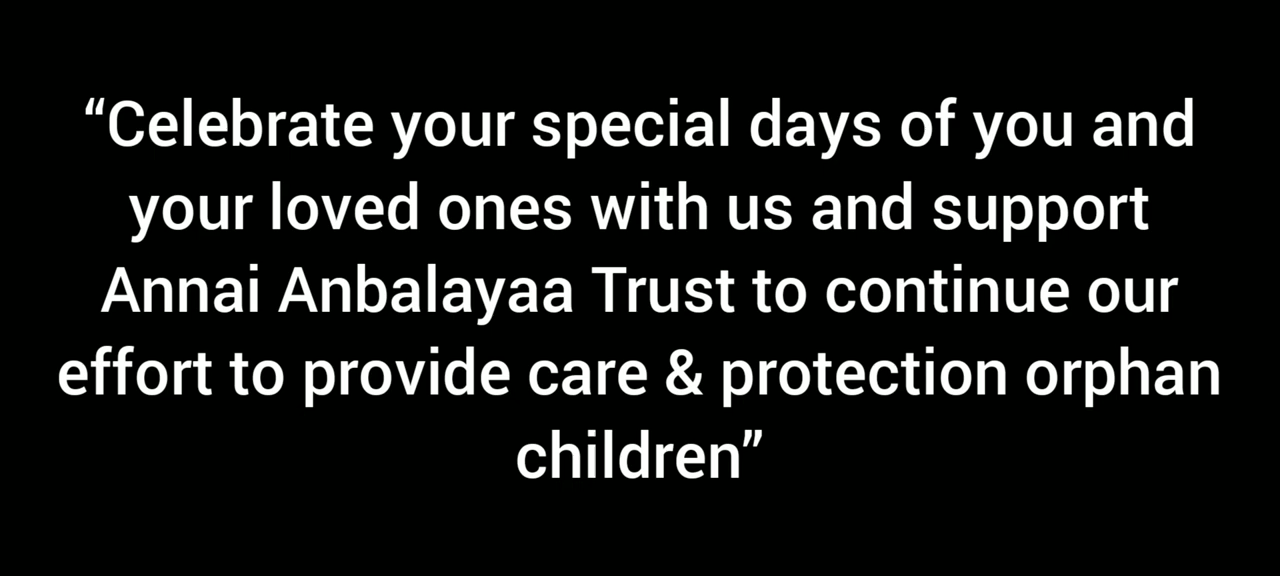 “Celebrate your special days of you and
your loved ones with us and support
Annai Anbalayaa Trust to continue our
effort to provide care & protection orphan
children”